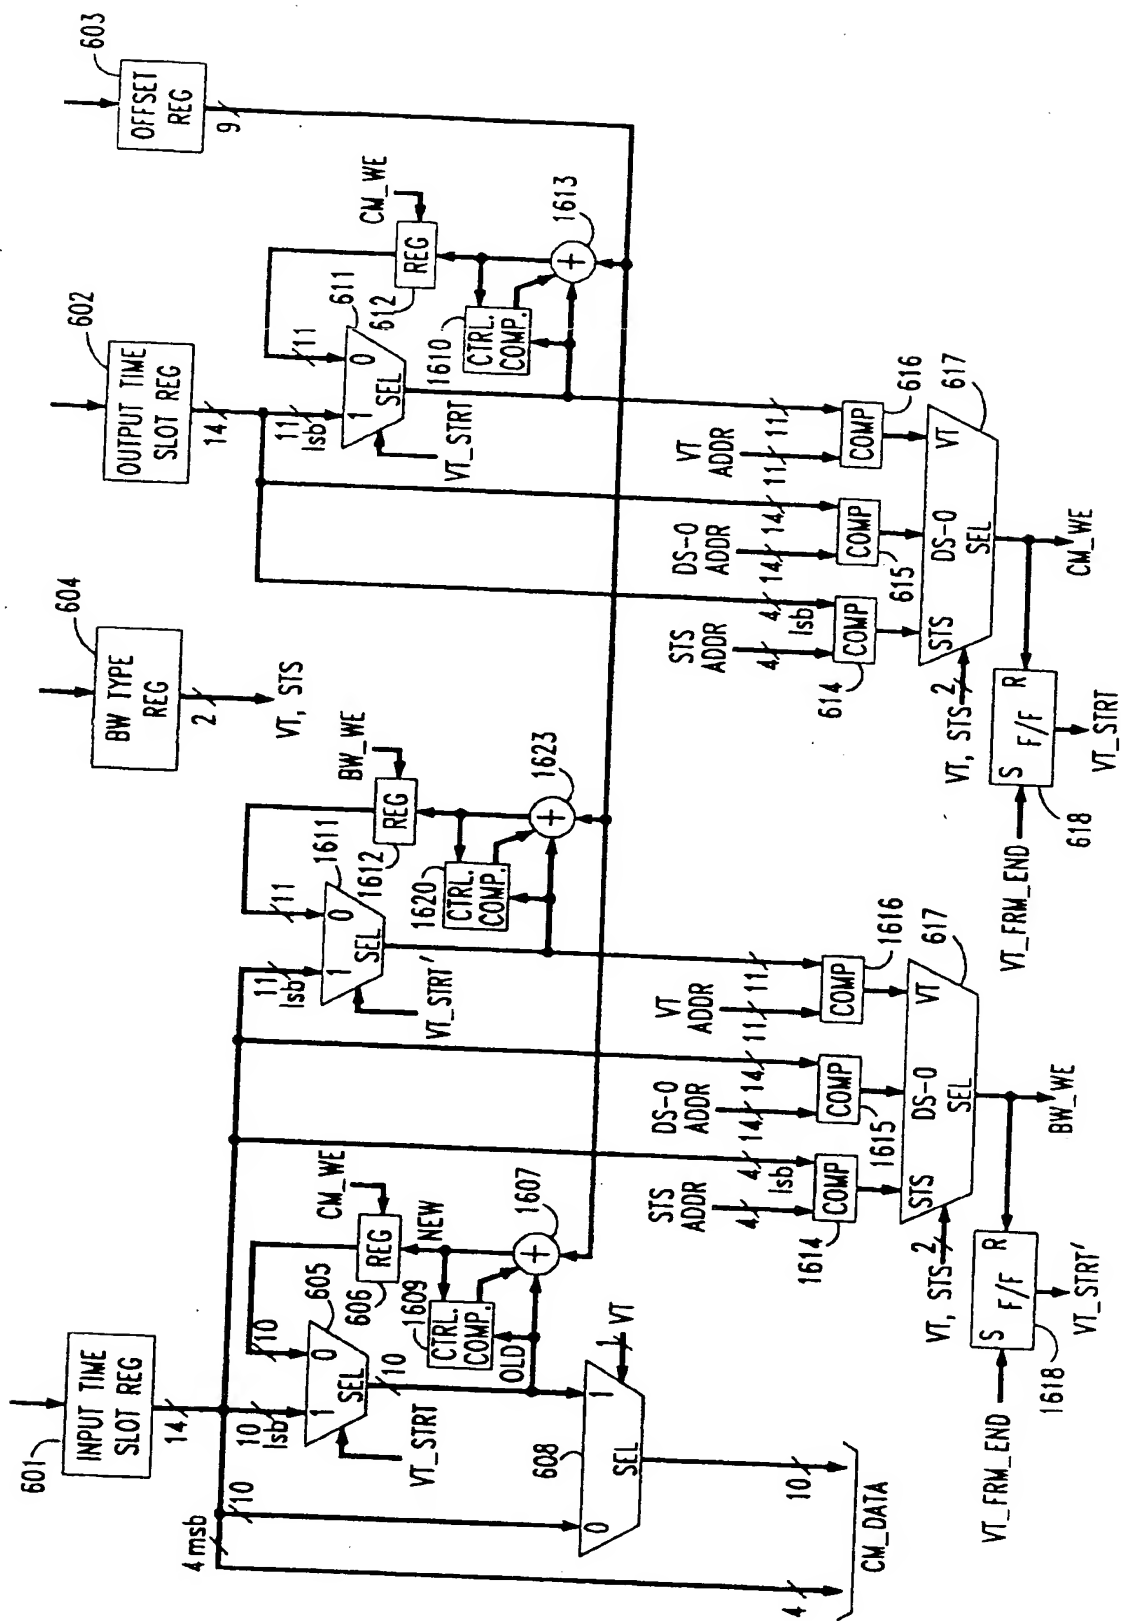 601
INPUT TIME
SLOT REG
14
604
BW TYPE
REG
2
VT, STS
602
OUTPUT TIME
SLOT REG
14
603
OFFSET
REG
9
4 msb
10
10
lsb
10
1
0
SEL
605
VT_STRT
10
CM_WE
REG
606
NEW
1609
CTRL.
COMP.
OLD
+
1607
608
0
1
SEL
1
VT
10
4
CM_DATA
11
lsb
11
1
0
SEL
1611
VT_STRT'
BW_WE
REG
1612
1620
CTRL.
COMP.
+
1623
11
lsb
11
1
0
SEL
611
VT_STRT
CM_WE
REG
612
1610
CTRL.
COMP.
+
1613
STS
ADDR
4
4
lsb
COMP
1614
DS-0
ADDR
14
14
COMP
1615
VT
ADDR
11
11
COMP
1616
STS
DS-0
VT
SEL
617
VT, STS
2
BW_WE
VT_FRM_END
S
R
F/F
1618
VT_STRT'
STS
ADDR
4
4
lsb
COMP
614
DS-0
ADDR
14
14
COMP
615
VT
ADDR
11
11
COMP
616
STS
DS-0
VT
SEL
617
VT, STS
2
CM_WE
VT_FRM_END
S
R
F/F
618
VT_STRT